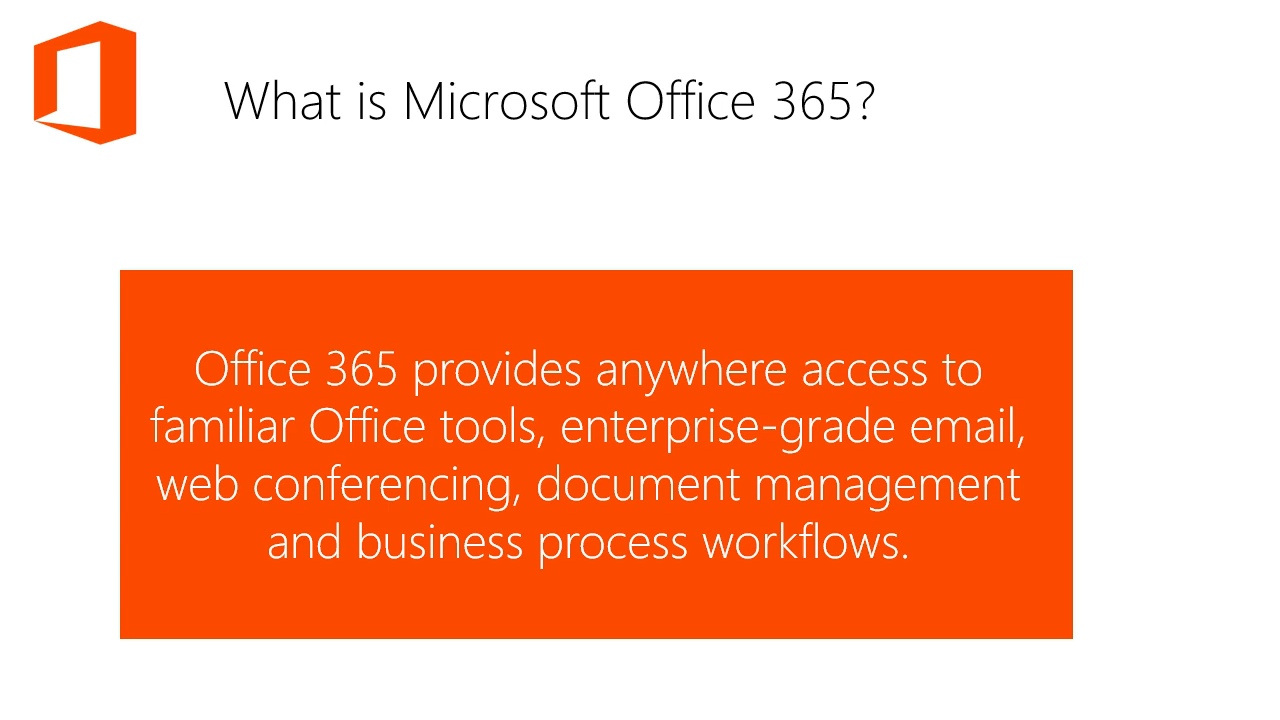 What is Microsoft Office 365?
Office 365 provides anywhere access to
familiar Office tools, enterprise-grade email,
web conferencing, document management
and business process workflows.